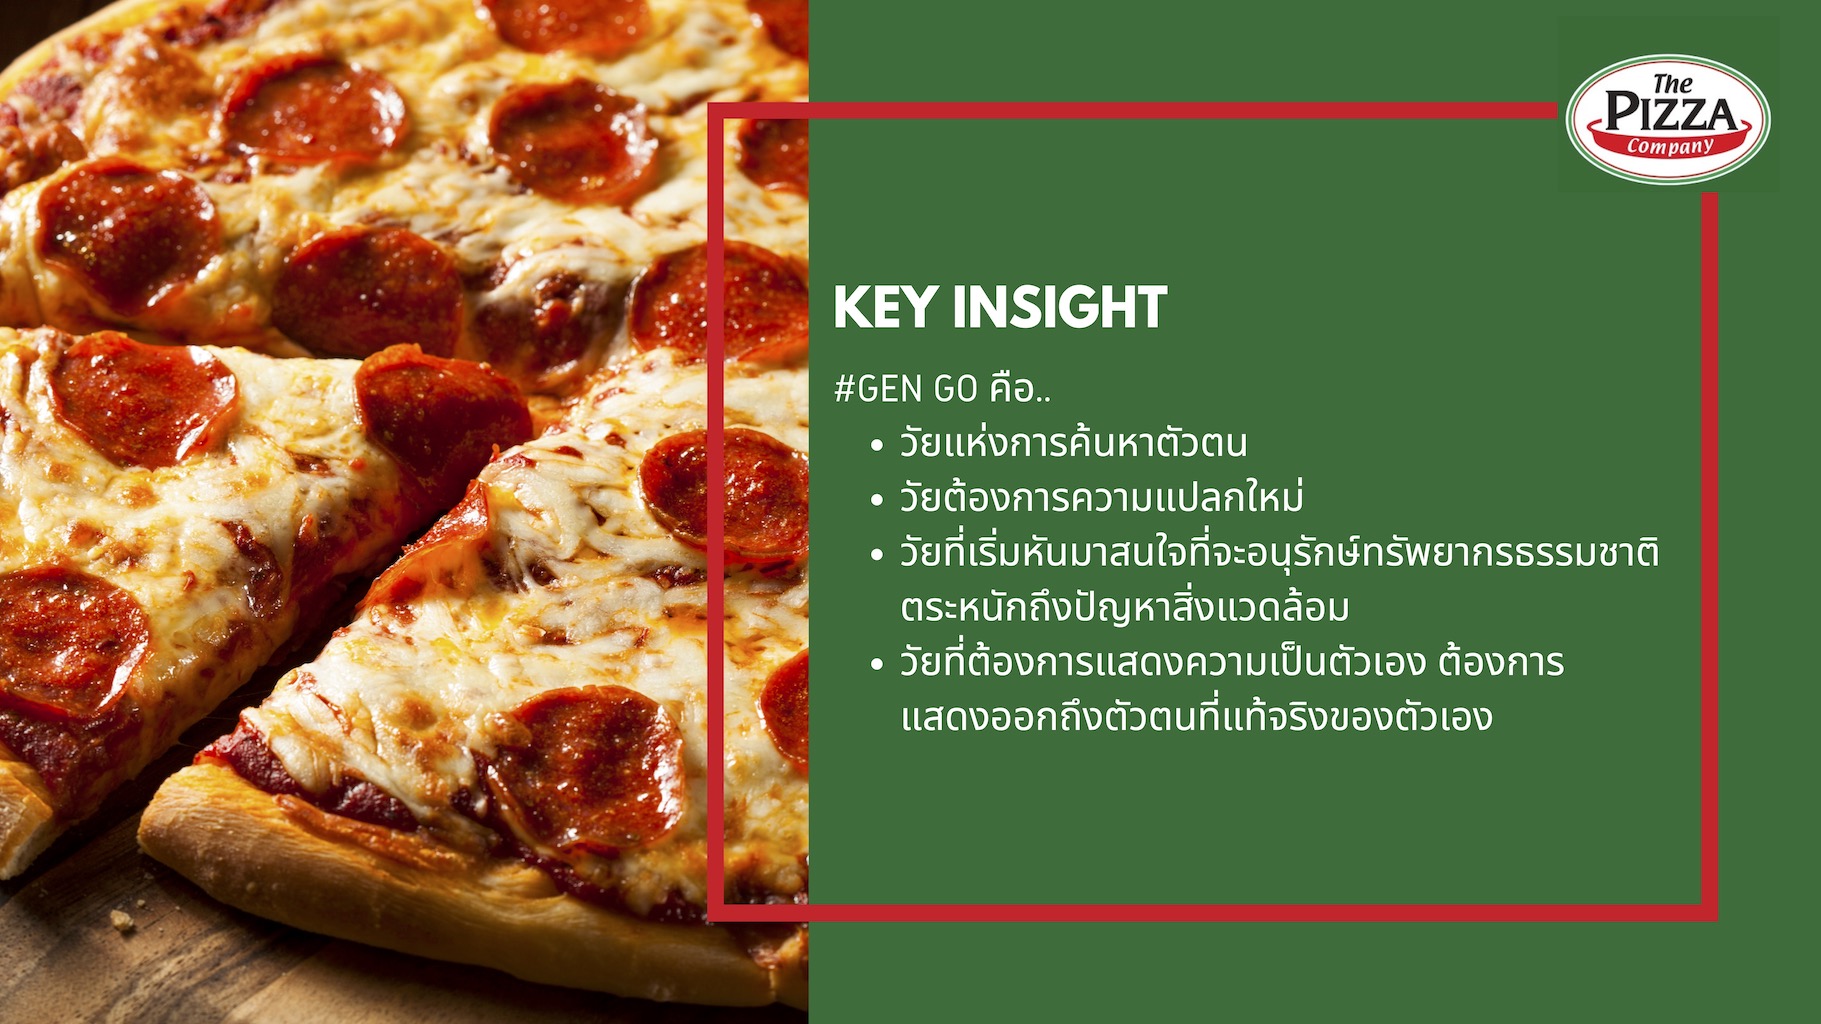 The
PIZZA
Company
KEY INSIGHT
#GEN GO คือ..
• วัยแห่งการค้นหาตัวตน
• วัยต้องการความแปลกใหม่
• วัยที่เริ่มหันมาสนใจที่จะอนุรักษ์ทรัพยากรธรรมชาติ
ตระหนักถึงปัญหาสิ่งแวดล้อม
• วัยที่ต้องการแสดงความเป็นตัวเอง ต้องการ
แสดงออกถึงตัวตนที่แท้จริงของตัวเอง